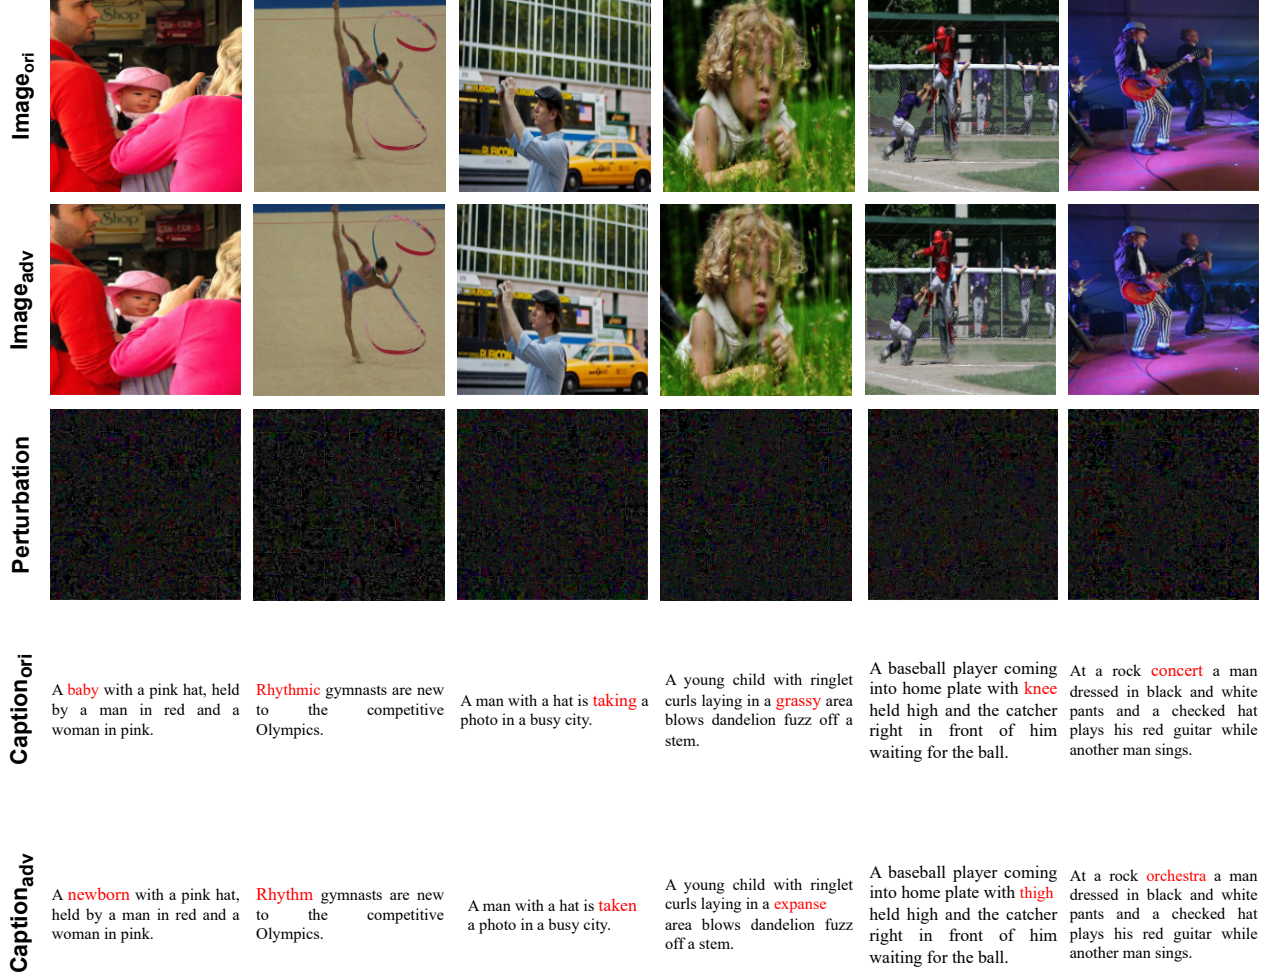 Image_ori
Shop
Image_adv
Shop
RUBICON
Perturbation
Caption_ori
A baby with a pink hat, held
by a man in red and a
woman in pink.
Rhythmic gymnasts are new
to the competitive
Olympics.
A man with a hat is taking a
photo in a busy city.
A young child with ringlet
curls laying in a grassy area
blows dandelion fuzz off a
stem.
A baseball player coming
into home plate with knee
held high and the catcher
right in front of him
waiting for the ball.
At a rock concert a man
dressed in black and white
pants and a checked hat
plays his red guitar while
another man sings.
Caption_adv
A newborn with a pink hat,
held by a man in red and a
woman in pink.
Rhythm gymnasts are new
to the competitive
Olympics.
A man with a hat is taken
a photo in a busy city.
A young child with ringlet
curls laying in a expanse
area blows dandelion fuzz
off a stem.
A baseball player coming
into home plate with thigh
held high and the catcher
right in front of him
waiting for the ball.
At a rock orchestra a man
dressed in black and white
pants and a checked hat
plays his red guitar while
another man sings.